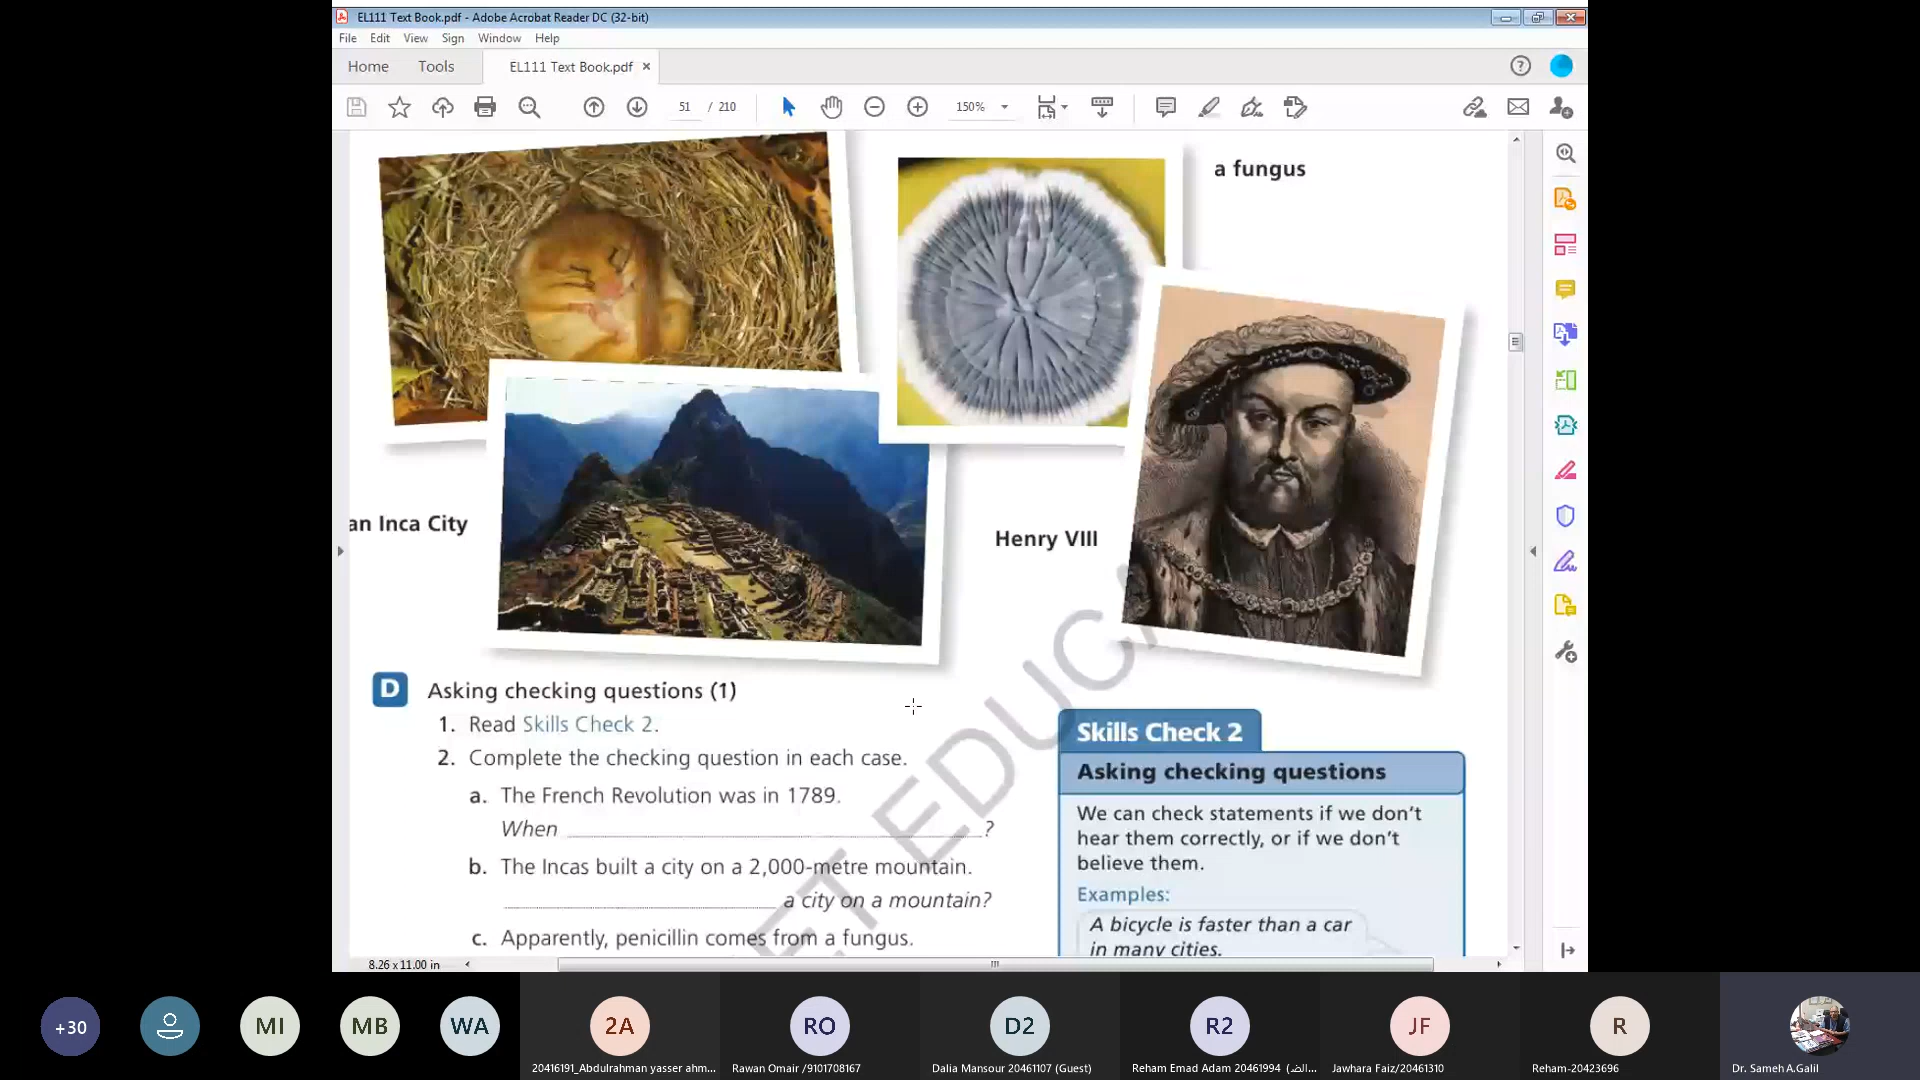 EL111 Text Book.pdf - Adobe Acrobat Reader DC (32-bit)
File Edit View Sign Window Help
Home Tools EL111 Text Book.pdf ×
51 / 210 150%
a fungus
an Inca City
Henry VIII
D Asking checking questions (1)
1. Read Skills Check 2.
2. Complete the checking question in each case.
a. The French Revolution was in 1789.
When ?
b. The Incas built a city on a 2,000-metre mountain.
a city on a mountain?
c. Apparently, penicillin comes from a fungus.
Skills Check 2
Asking checking questions
We can check statements if we don't
hear them correctly, or if we don't
believe them.
Examples:
A bicycle is faster than a car
in many cities.
ET EDUCA
8.26 x 11.00 in
+30 MI MB WA 2A RO D2 R2 JF R
20416191_Abdulrahman yasser ahm...
Rawan Omair /9101708167
Dalia Mansour 20461107 (Guest)
Reham Emad Adam 20461994 (الض...
Jawhara Faiz/20461310
Reham-20423696
Dr. Sameh A.Galil